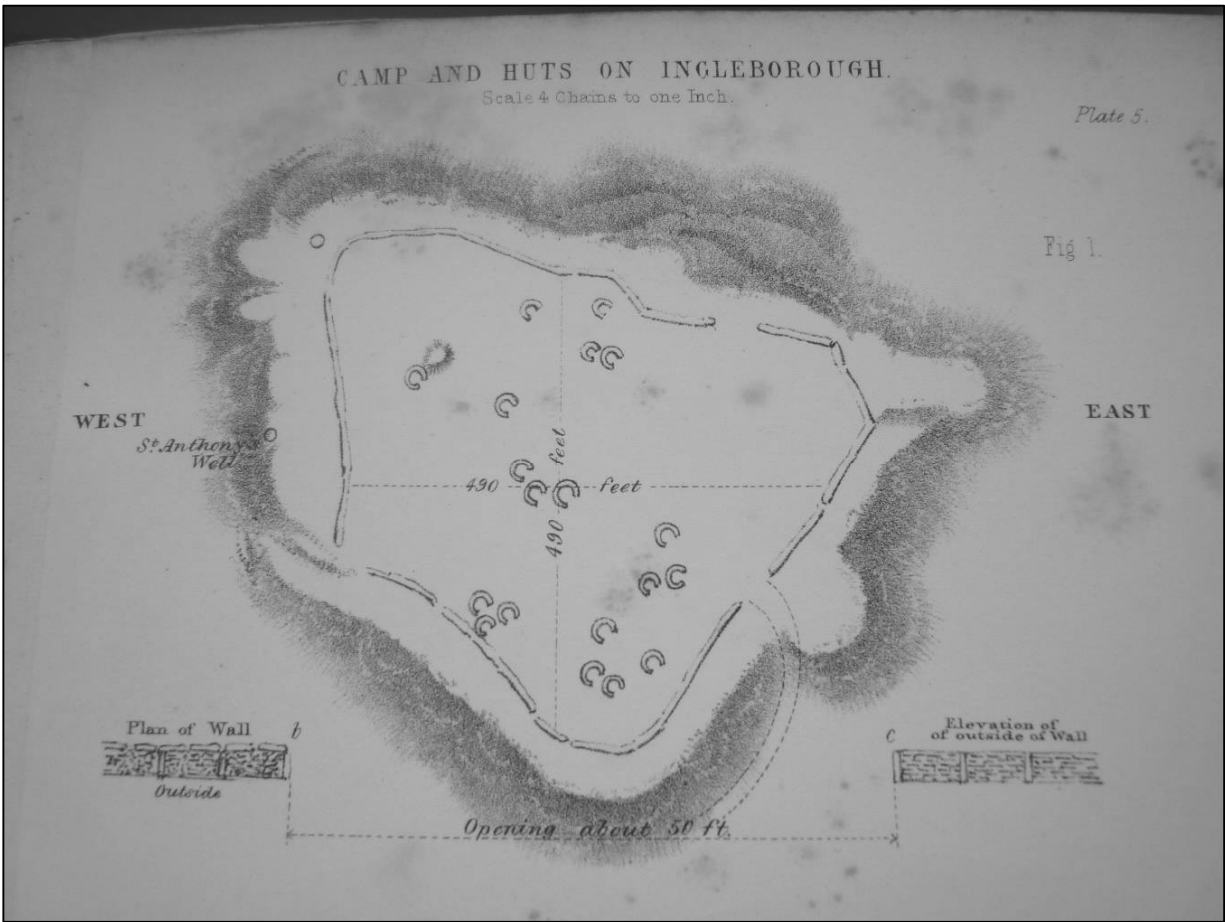 CAMP AND HUTS ON INGLEBOROUGH.
Scale 4 Chains to one Inch.
Plate 5.
Fig 1.
WEST
EAST
St. Anthony's
Well
490 feet
490 feet
Plan of Wall
b
Outside
c
Elevation of
of outside of Wall
Opening about 50 ft.